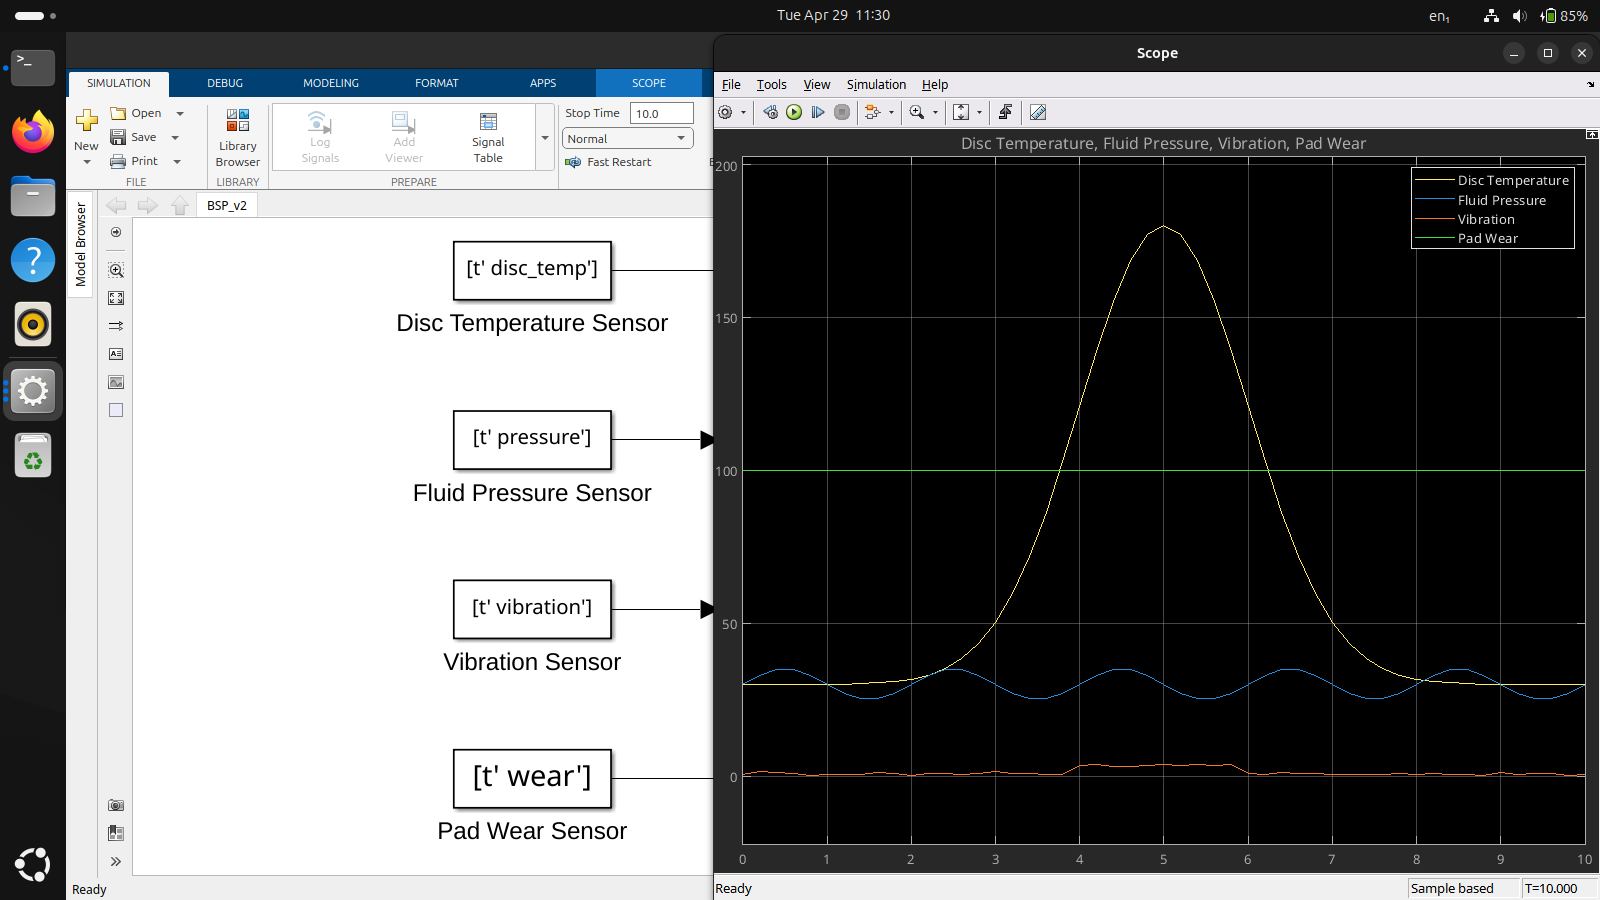 Tue Apr 29 11:30
en₁
85%
Scope
SIMULATION DEBUG MODELING FORMAT APPS SCOPE
File Tools View Simulation Help
New
Open
Save
Print
FILE
Library Browser
LIBRARY
Log Signals
Add Viewer
Signal Table
PREPARE
Stop Time 10.0
Normal
Fast Restart
Model Browser
BSP_v2
[t' disc_temp']
Disc Temperature Sensor
[t' pressure']
Fluid Pressure Sensor
[t' vibration']
Vibration Sensor
[t' wear']
Pad Wear Sensor
Ready
Disc Temperature, Fluid Pressure, Vibration, Pad Wear
Disc Temperature
Fluid Pressure
Vibration
Pad Wear
200
150
100
50
0
0 1 2 3 4 5 6 7 8 9 10
Ready
Sample based
T=10.000